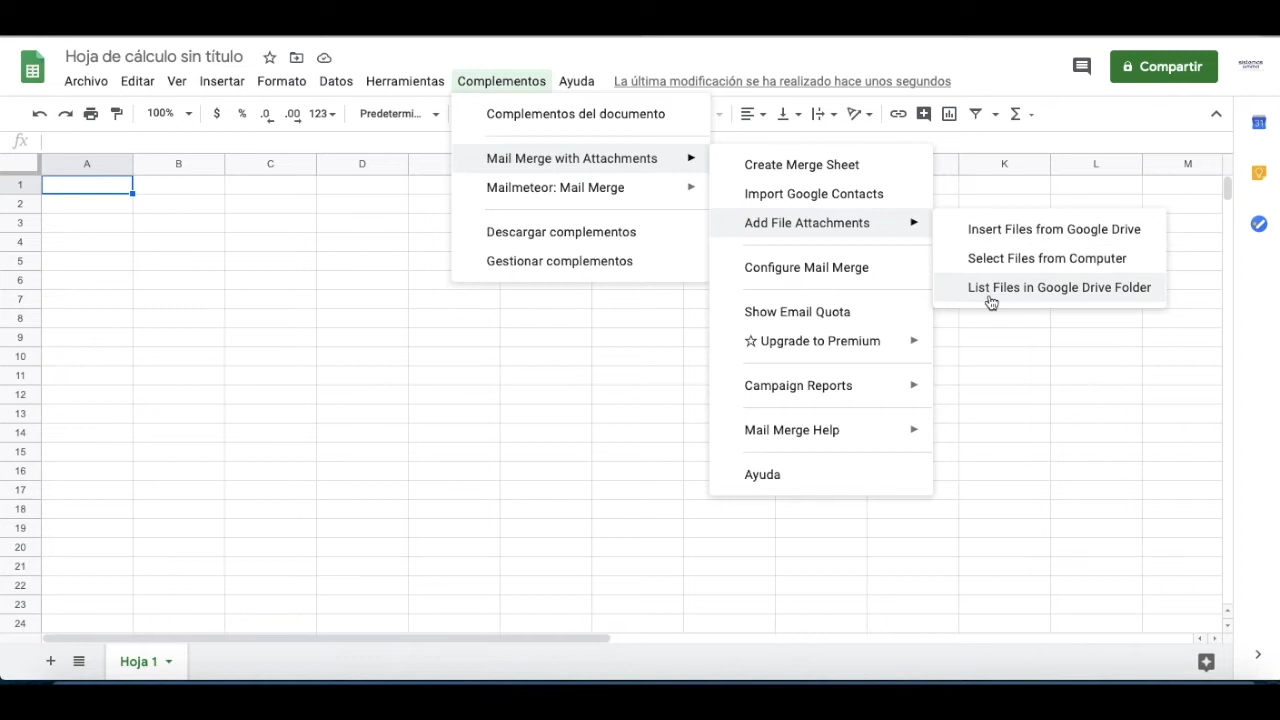 Hoja de cálculo sin título
Archivo Editar Ver Insertar Formato Datos Herramientas Complementos Ayuda La última modificación se ha realizado hace unos segundos
Compartir
100% $ % .0 .00 123 Predetermi...
fx
A B C D K L M
1
2
3
4
5
6
7
8
9
10
11
12
13
14
15
16
17
18
19
20
21
22
23
24
Complementos del documento
Mail Merge with Attachments
Mailmeteor: Mail Merge
Descargar complementos
Gestionar complementos
Create Merge Sheet
Import Google Contacts
Add File Attachments
Configure Mail Merge
Show Email Quota
Upgrade to Premium
Campaign Reports
Mail Merge Help
Ayuda
Insert Files from Google Drive
Select Files from Computer
List Files in Google Drive Folder
Hoja 1
31